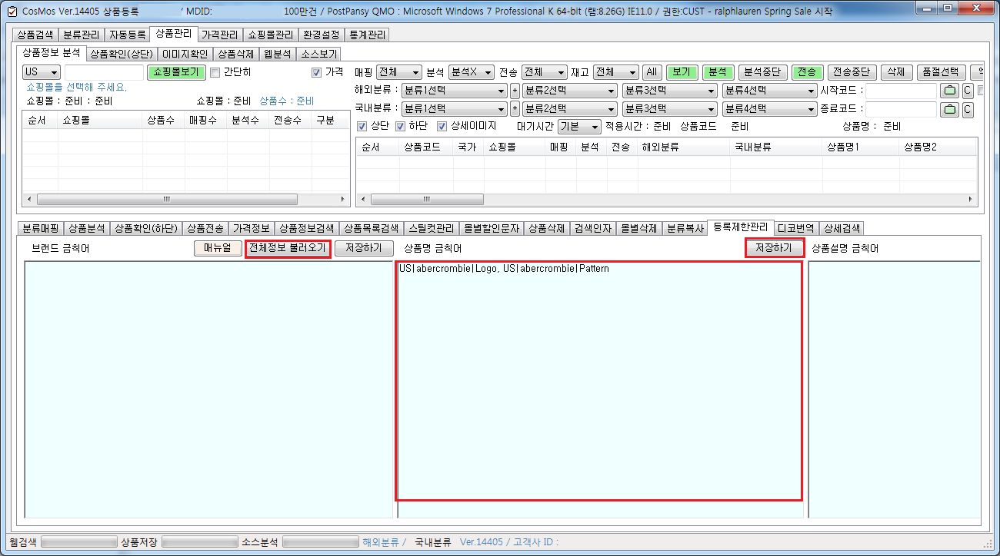 CosMos Ver.14405 상품등록 / MDID: 100만건 / PostPansy QMO : Microsoft Windows 7 Professional K 64-bit (램:8.26G) IE11.0 / 권한:CUST - ralphlauren Spring Sale 시작
상품검색 분류관리 자동등록 상품관리 가격관리 쇼핑몰관리 환경설정 통계관리
상품정보 분석 상품확인(상단) 이미지확인 상품삭제 웹분석 소스보기
US 쇼핑몰보기 간단히 가격
쇼핑몰을 선택해 주세요.
쇼핑몰 : 준비 : 준비 쇼핑몰 : 준비 상품수 : 준비
순서 쇼핑몰 상품수 매핑수 분석수 전송수 구분
매핑 전체 분석 분석X 전송 전체 재고 전체 All 보기 분석 분석중단 전송 전송중단 삭제 품절선택
해외분류 : 분류1선택 + 분류2선택 분류3선택 분류4선택 시작코드 : C
국내분류 : 분류1선택 + 분류2선택 분류3선택 분류4선택 종료코드 : C
상단 하단 상세이미지 대기시간 기본 적용시간 : 준비 상품코드 준비 상품명 : 준비
순서 상품코드 국가 쇼핑몰 매핑 분석 전송 해외분류 국내분류 상품명1 상품명2
분류매핑 상품분석 상품확인(하단) 상품전송 가격정보 상품정보검색 상품목록검색 스틸컷관리 몰별할인문자 상품삭제 검색인자 몰별삭제 분류복사 등록제한관리 디코번역 상세검색
브랜드 금칙어 매뉴얼 전체정보 불러오기 저장하기 상품명 금칙어 저장하기 상품설명 금칙어
US|abercrombie|Logo, US|abercrombie|Pattern
웹검색 상품저장 소스분석 해외분류 / 국내분류 Ver.14405 / 고객사 ID :